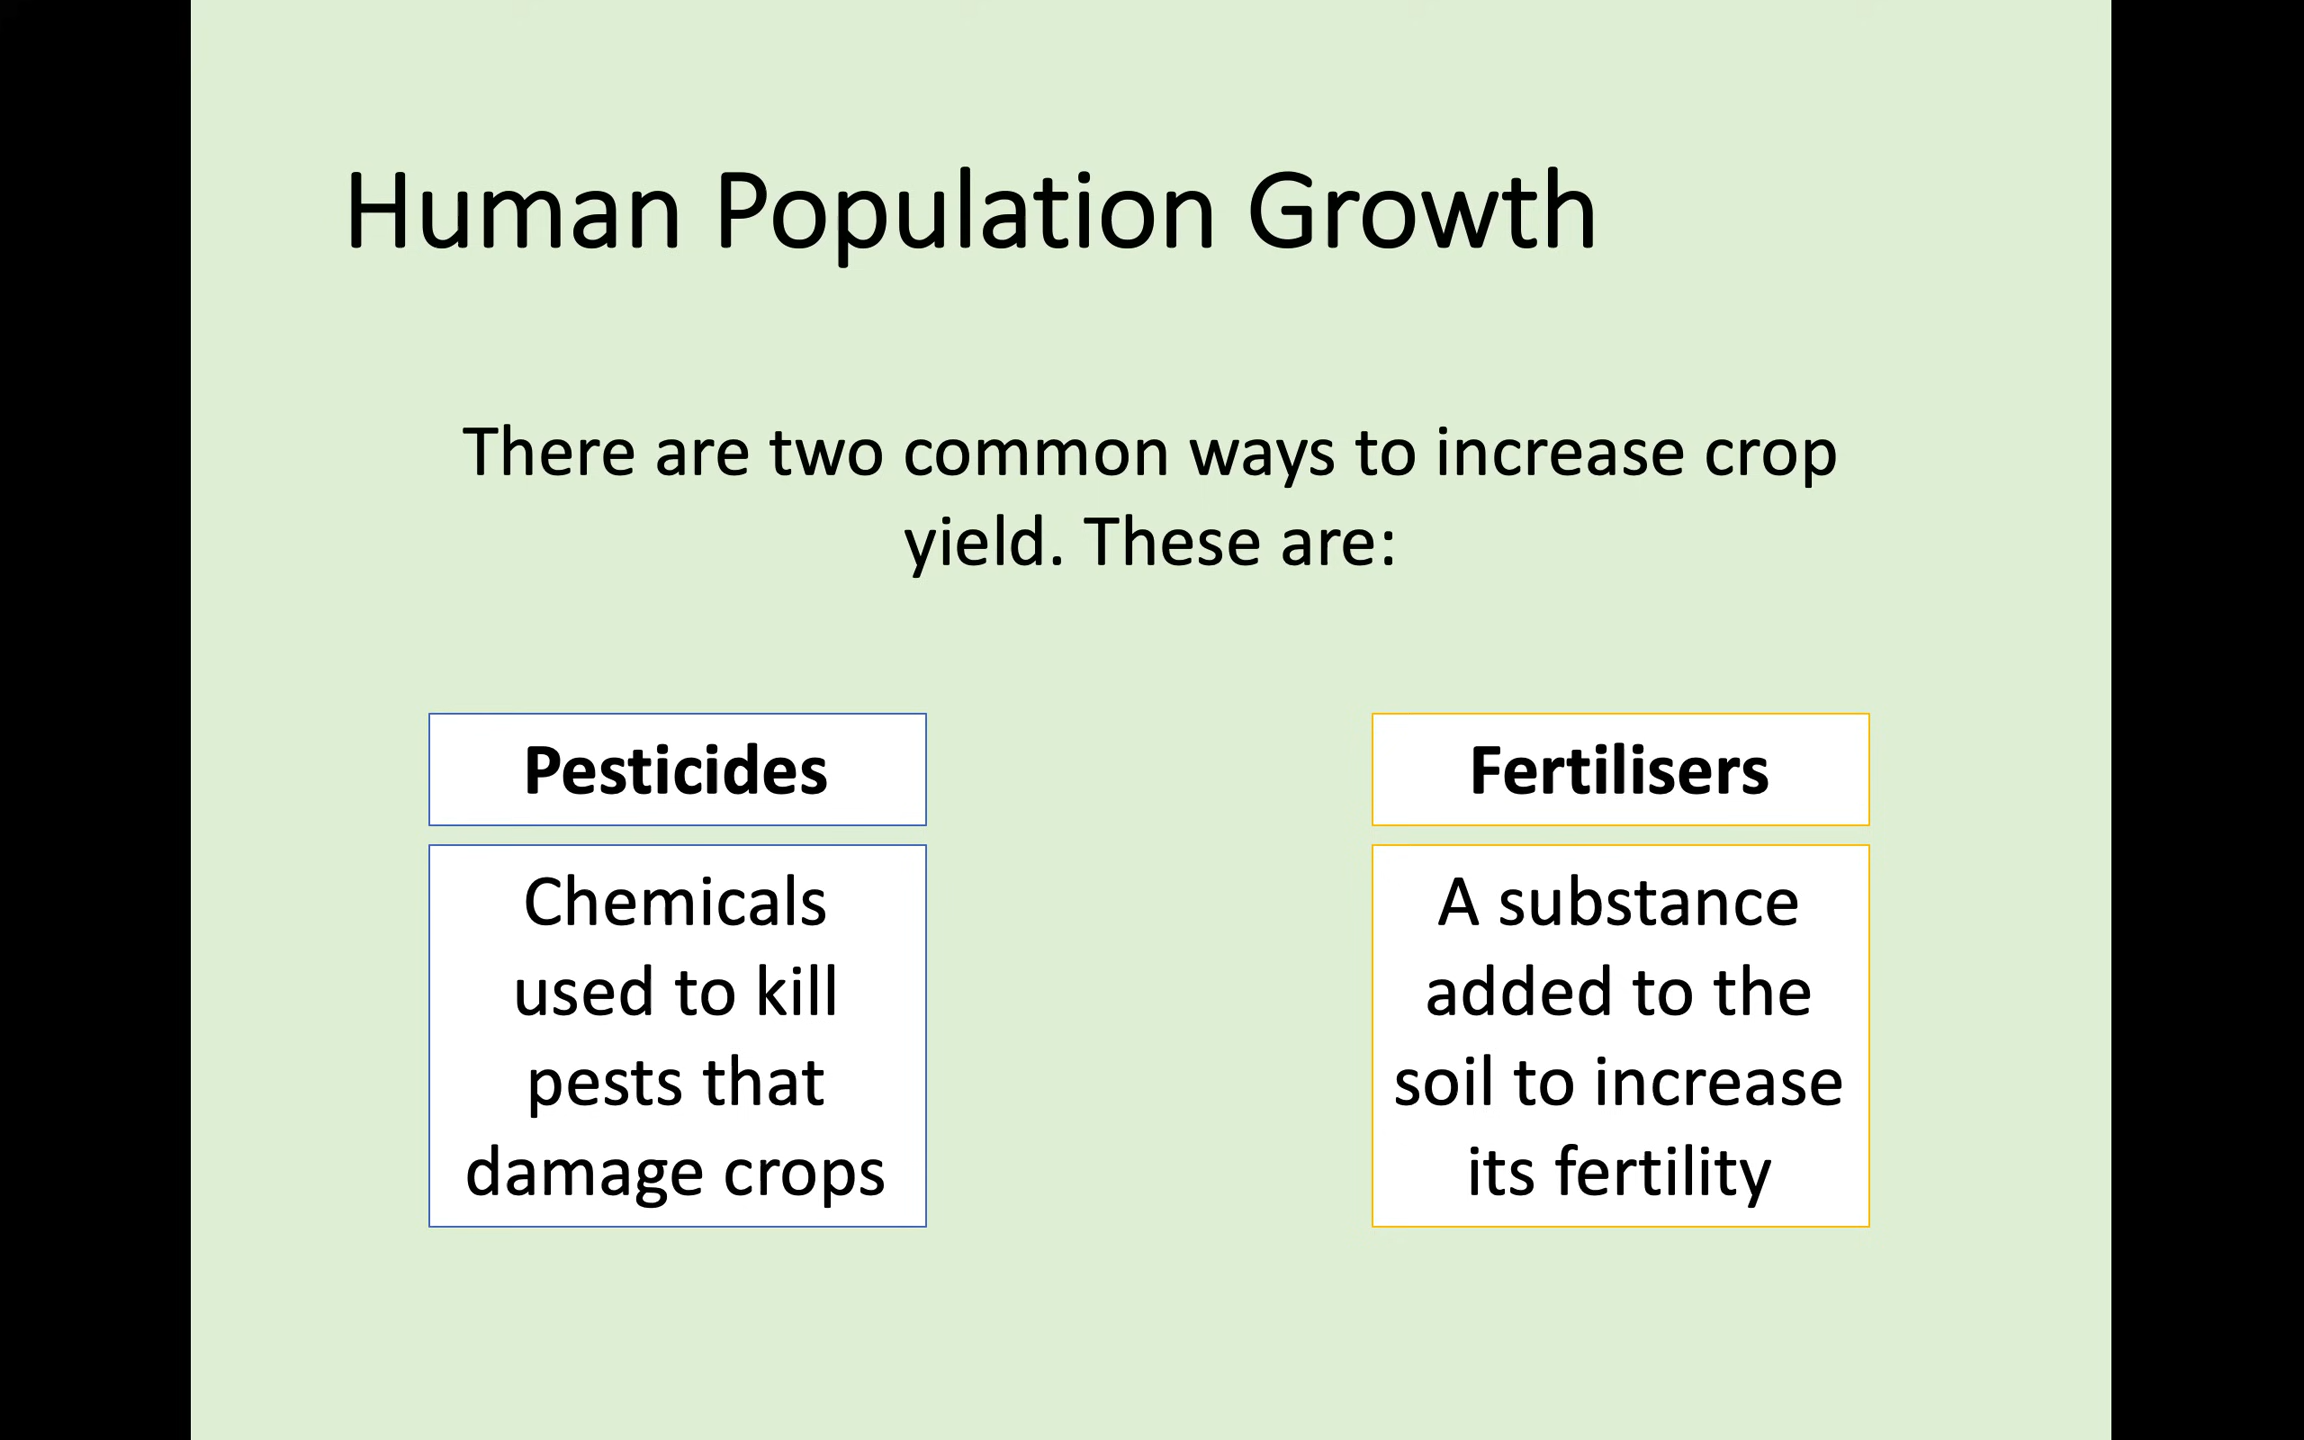 Human Population Growth
There are two common ways to increase crop
yield. These are:
Pesticides
Chemicals
used to kill
pests that
damage crops
Fertilisers
A substance
added to the
soil to increase
its fertility